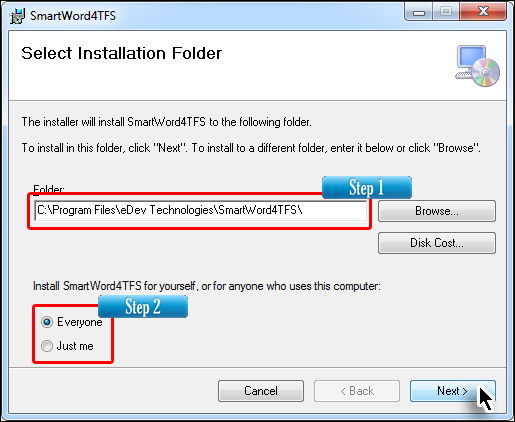 SmartWord4TFS
Select Installation Folder
The installer will install SmartWord4TFS to the following folder.
To install in this folder, click "Next". To install to a different folder, enter it below or click "Browse".
Folder:
Step 1
C:\Program Files\eDev Technologies\SmartWord4TFS\
Browse...
Disk Cost...
Install SmartWord4TFS for yourself, or for anyone who uses this computer:
Step 2
Everyone
Just me
Cancel
< Back
Next >